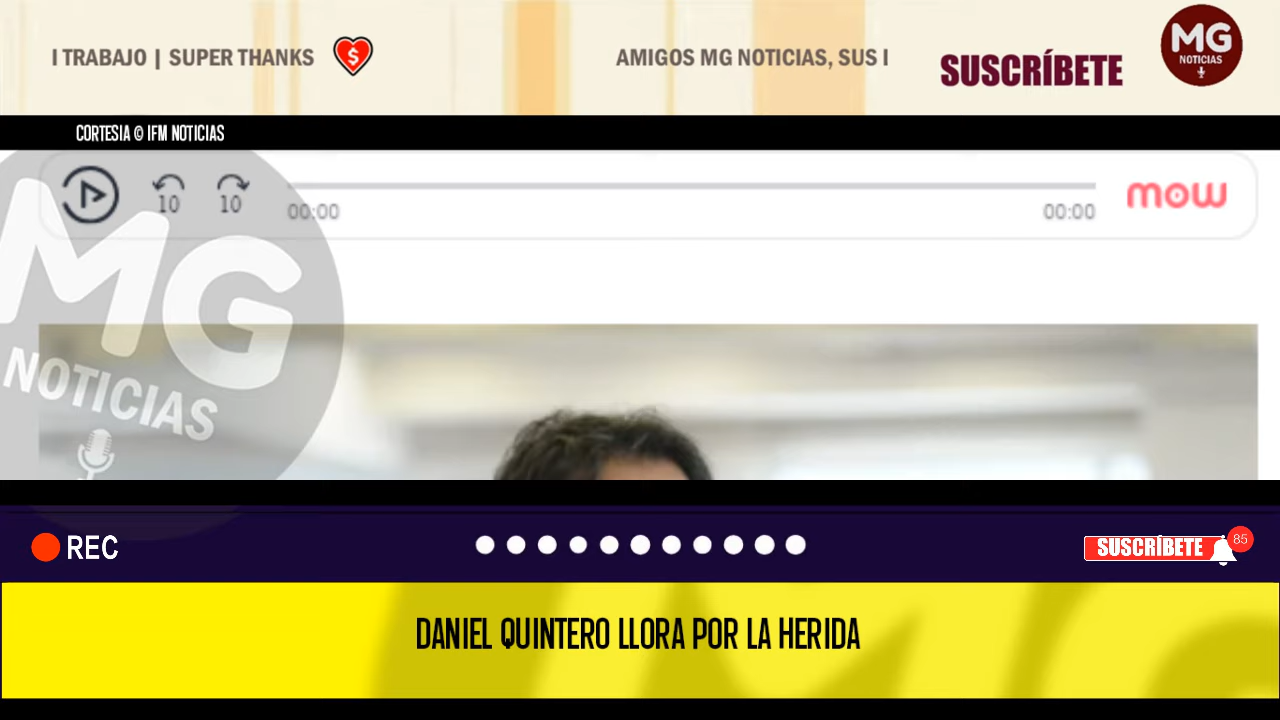 I TRABAJO | SUPER THANKS
$
AMIGOS MG NOTICIAS, SUS I
SUSCRÍBETE
MG
NOTICIAS
CORTESIA © IFM NOTICIAS
10
10
00:00
00:00
mow
MG
NOTICIAS
REC
SUSCRÍBETE
85
DANIEL QUINTERO LLORA POR LA HERIDA